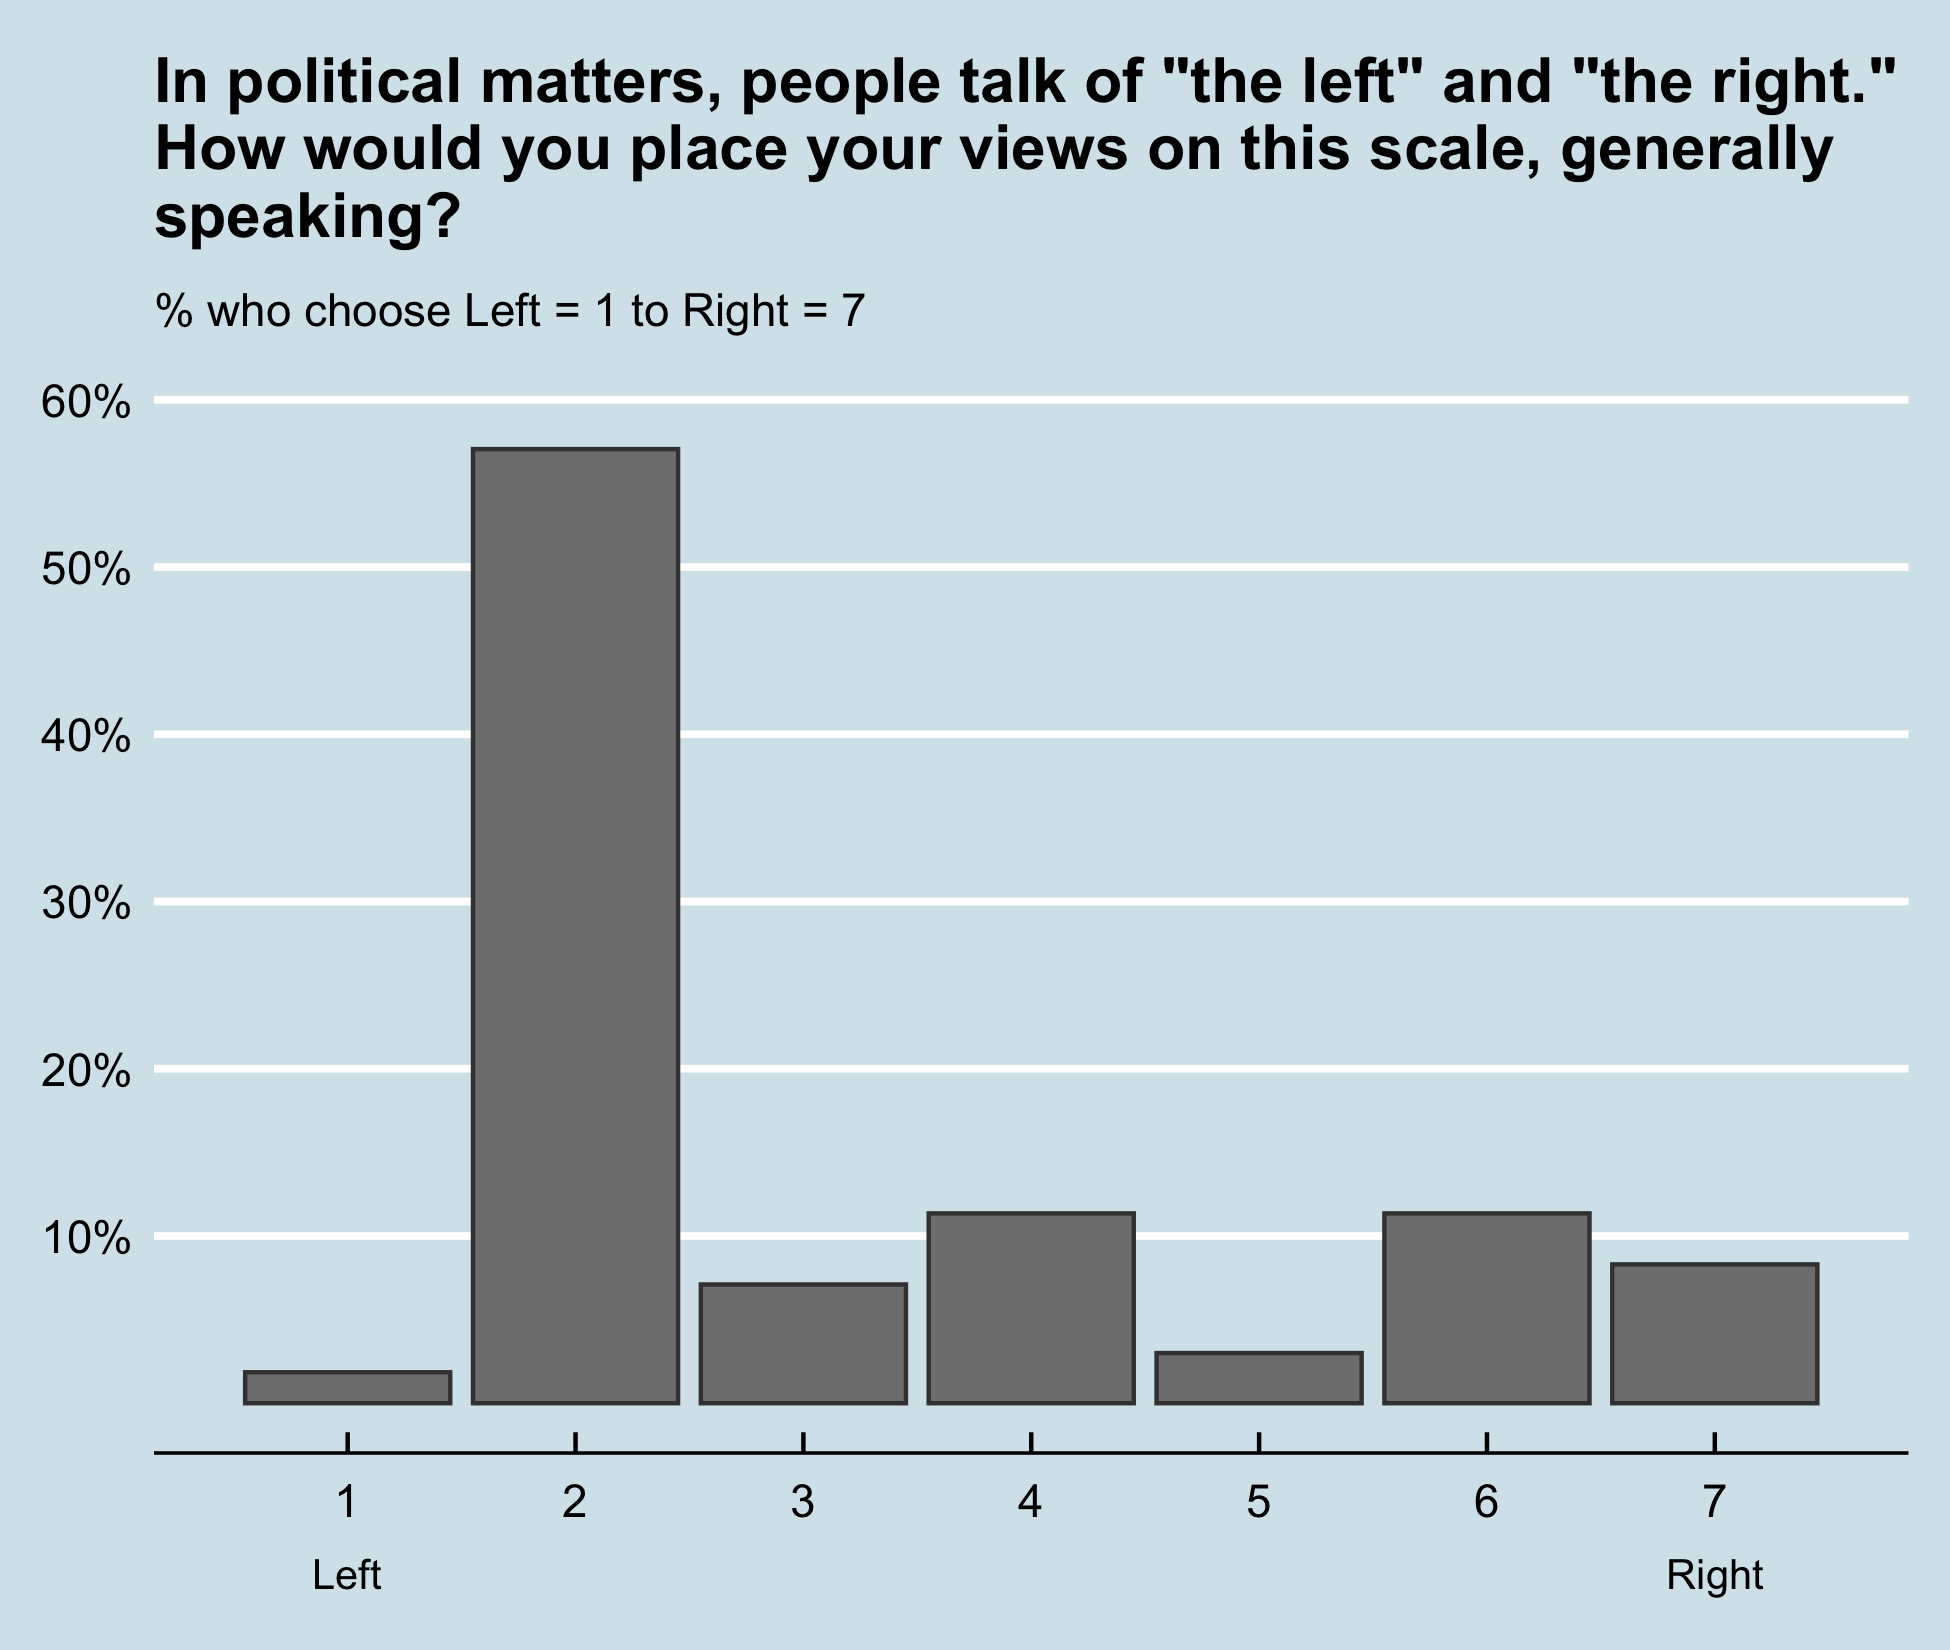 In political matters, people talk of "the left" and "the right."
How would you place your views on this scale, generally
speaking?
% who choose Left = 1 to Right = 7
60%
50%
40%
30%
20%
10%
1 2 3 4 5 6 7
Left Right